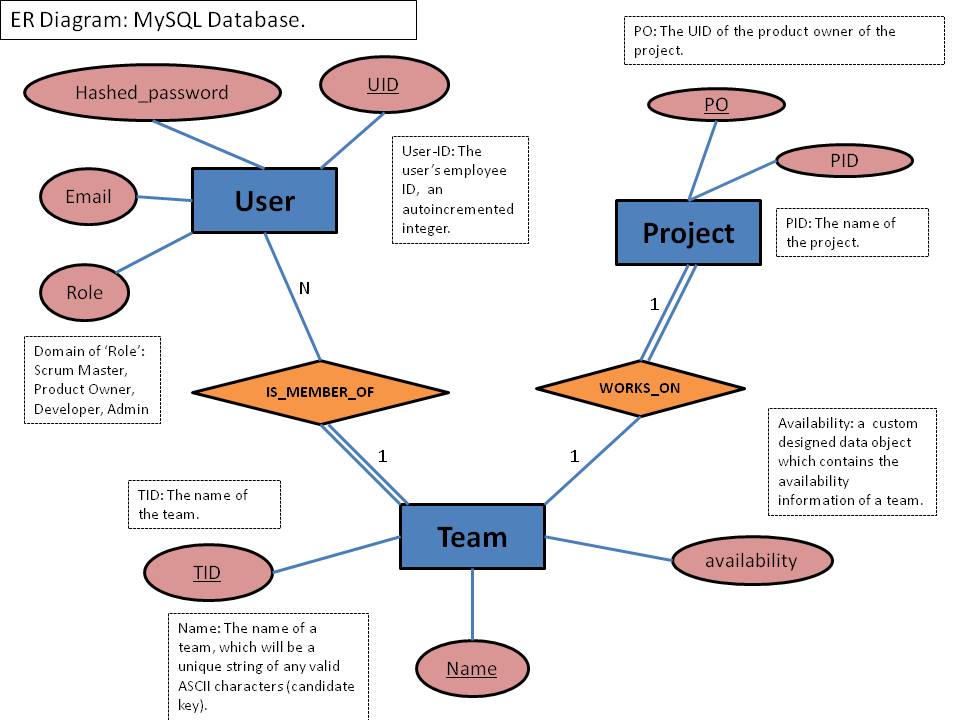 ER Diagram: MySQL Database.
PO: The UID of the product owner of the
project.
Hashed_password
UID
PO
User-ID: The
user's employee
ID, an
autoincremented
integer.
PID
Email
User
Project
PID: The name of
the project.
Role
N
1
Domain of 'Role':
Scrum Master,
Product Owner,
Developer, Admin
IS_MEMBER_OF
WORKS_ON
Availability: a custom
designed data object
which contains the
availability
information of a team.
1
1
TID: The name of
the team.
Team
TID
availability
Name: The name of a
team, which will be a
unique string of any valid
ASCII characters (candidate
key).
Name